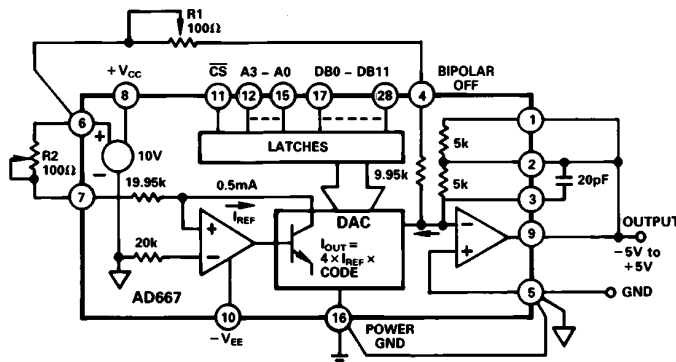 R1
100Ω
+VCC
CS A3 – A0 DB0 – DB11
BIPOLAR
OFF
8 11 12 15 17 28 4
6
+
1
R2
100Ω
10V
–
LATCHES
5k
2
20pF
7
19.95k
0.5mA
9.95k
5k
3
IREF
DAC
+
–
OUTPUT
9
20k
–
IOUT =
4 × IREF ×
CODE
+
–5V to
+5V
5
GND
AD667
10
16
POWER
GND
–VEE